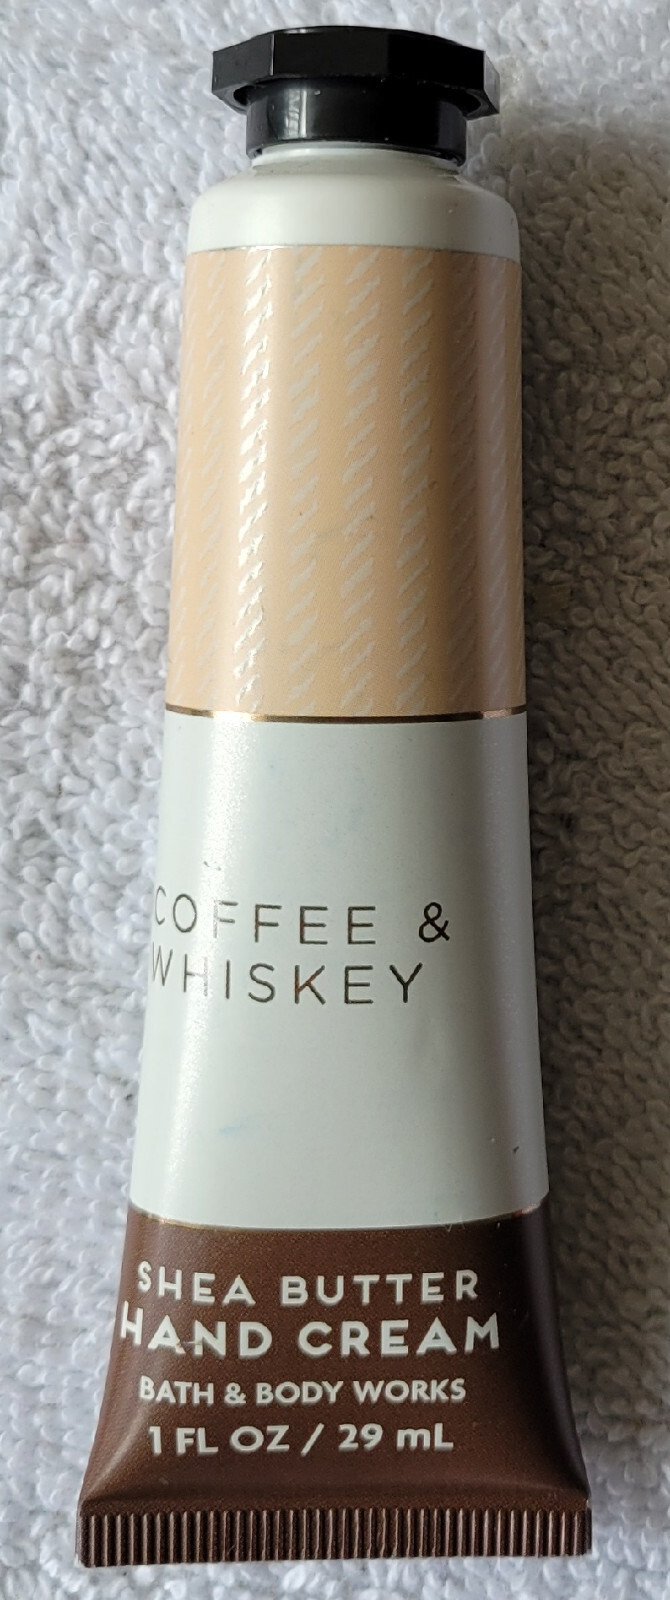 COFFEE &
WHISKEY
SHEA BUTTER
HAND CREAM
BATH & BODY WORKS
1 FL OZ / 29 mL